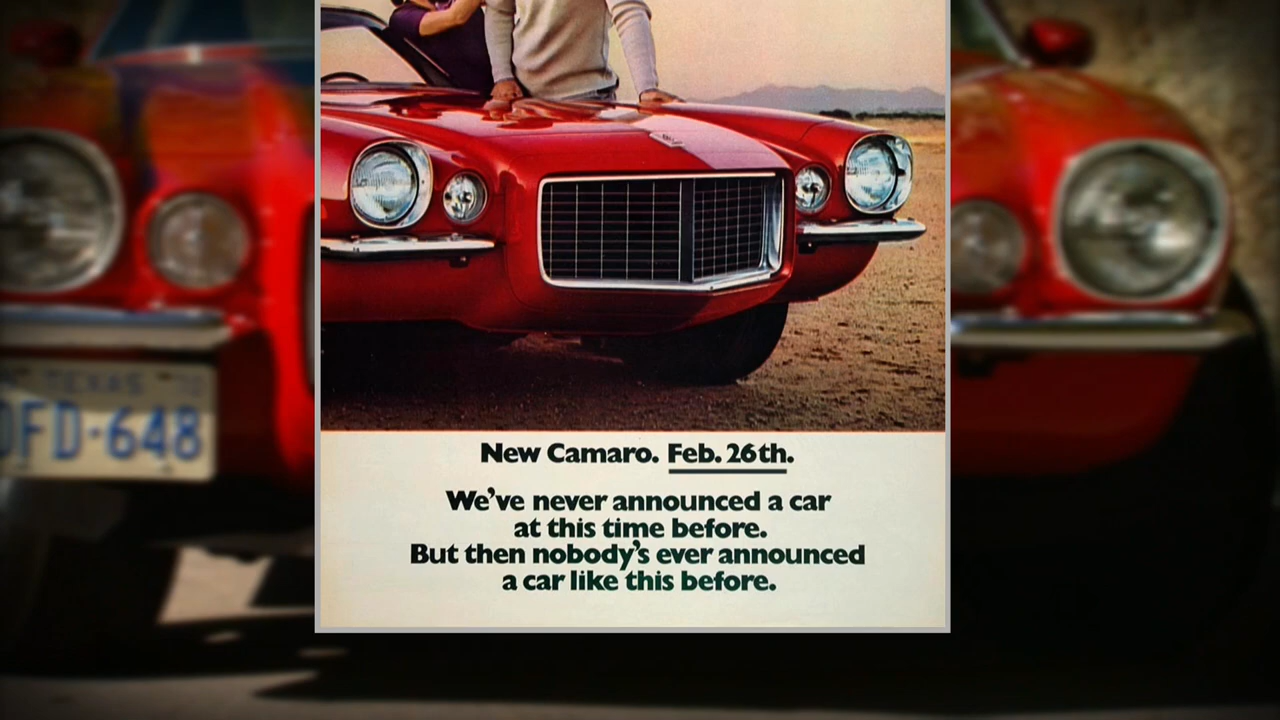 TEXAS
DFD·648
New Camaro. Feb. 26th.
We've never announced a car
at this time before.
But then nobody's ever announced
a car like this before.